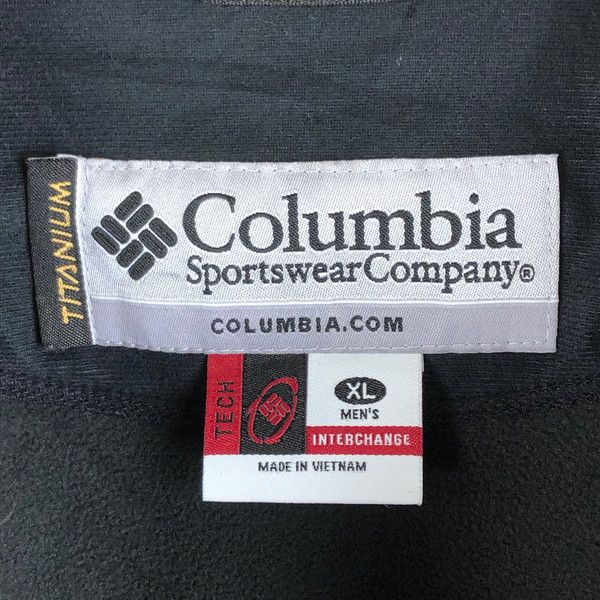 TITANIUM
Columbia
SportswearCompany®
COLUMBIA.COM
TECH
XL
MEN'S
INTERCHANGE
MADE IN VIETNAM